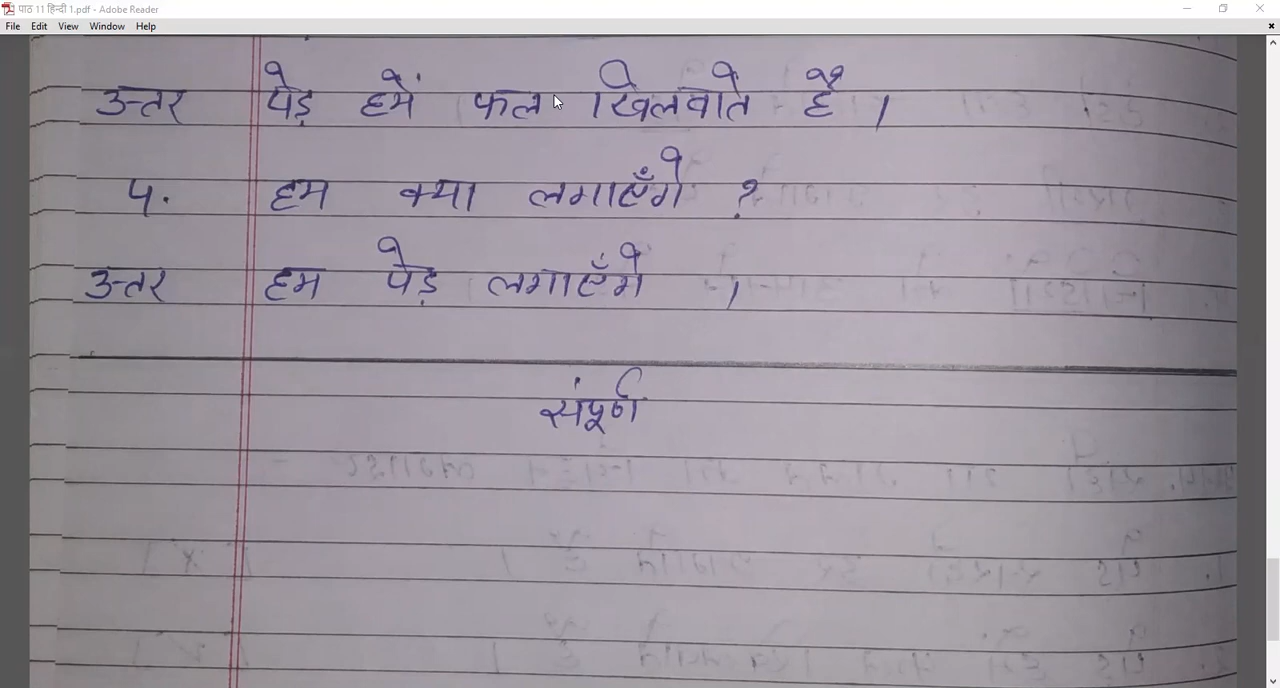 पाठ 11 हिन्दी 1.pdf - Adobe Reader
File Edit View Window Help
उत्तर पेड़ हमें फल खिलवाते हैं ।
५. हम क्या लगाएँगे ?
उत्तर हम पेड़ लगाएँगे ।
संपूर्ण